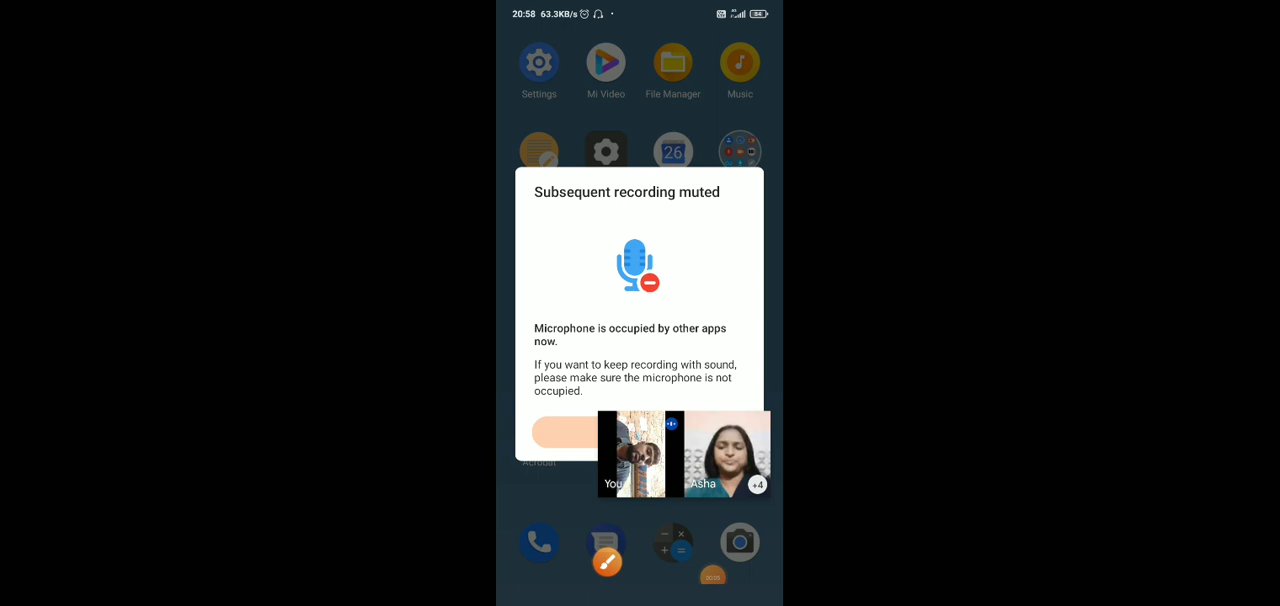 20:58 63.3KB/s
84
Settings
Mi Video
File Manager
Music
26
Subsequent recording muted
Microphone is occupied by other apps
now.
If you want to keep recording with sound,
please make sure the microphone is not
occupied.
Acrobat
You
Asha
+4